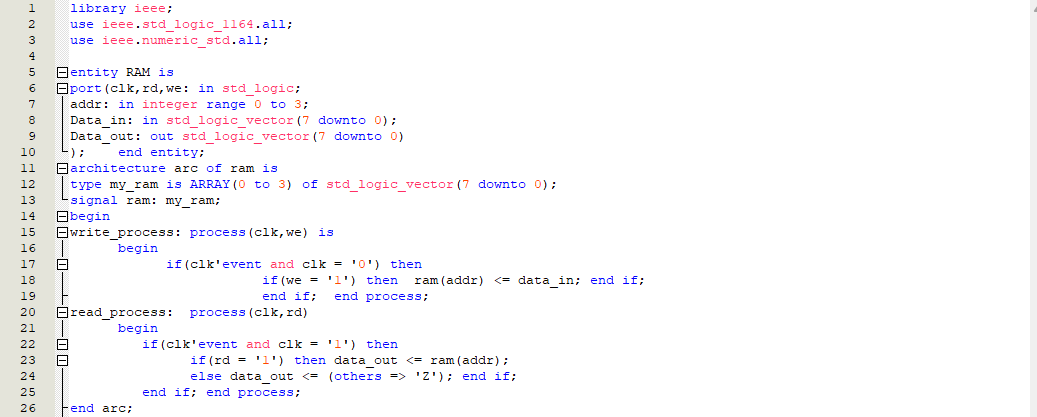 1 library ieee;
2 use ieee.std_logic_1164.all;
3 use ieee.numeric_std.all;
4
5 entity RAM is
6 port(clk,rd,we: in std_logic;
7 addr: in integer range 0 to 3;
8 Data_in: in std_logic_vector(7 downto 0);
9 Data_out: out std_logic_vector(7 downto 0)
10 ); end entity;
11 architecture arc of ram is
12 type my_ram is ARRAY(0 to 3) of std_logic_vector(7 downto 0);
13 signal ram: my_ram;
14 begin
15 write_process: process(clk,we) is
16 begin
17 if(clk'event and clk = '0') then
18 if(we = '1') then ram(addr) <= data_in; end if;
19 end if; end process;
20 read_process: process(clk,rd)
21 begin
22 if(clk'event and clk = '1') then
23 if(rd = '1') then data_out <= ram(addr);
24 else data_out <= (others => 'Z'); end if;
25 end if; end process;
26 end arc;